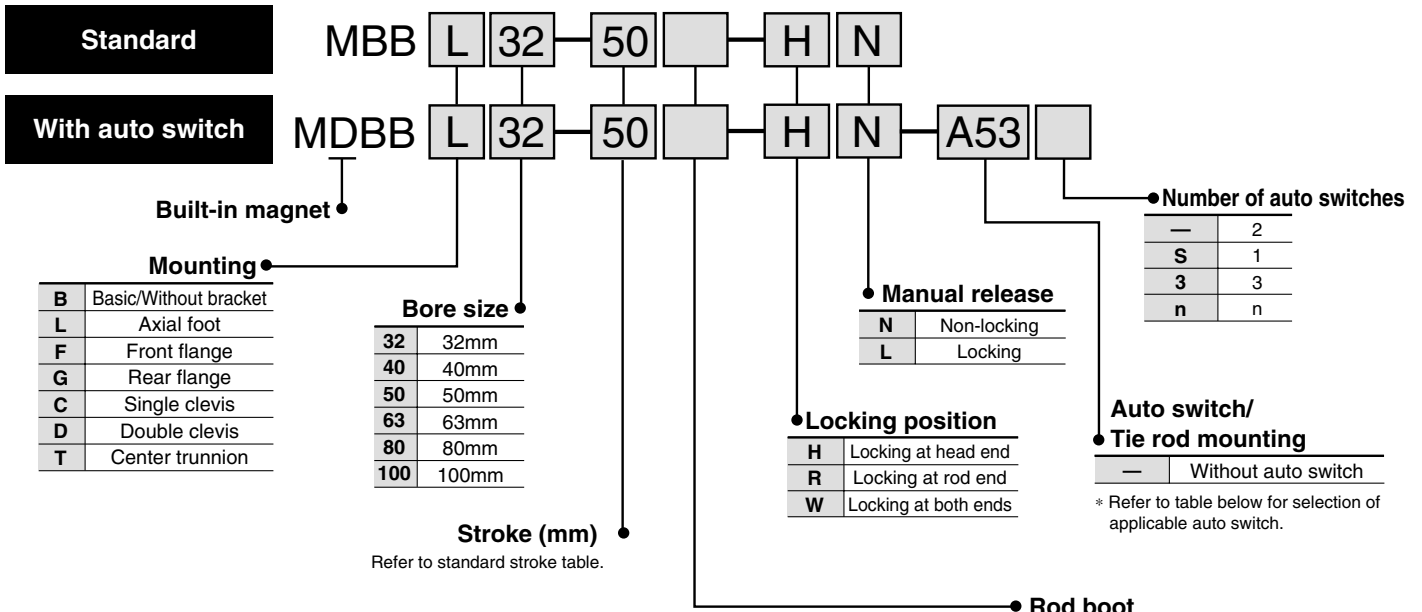 Standard
MBB L 32 — 50 — H N
With auto switch
MDBB L 32 — 50 — H N — A53
Built-in magnet
Number of auto switches
— 2
S 1
3 3
n n
Mounting
B Basic/Without bracket
L Axial foot
F Front flange
G Rear flange
C Single clevis
D Double clevis
T Center trunnion
Bore size
32 32mm
40 40mm
50 50mm
63 63mm
80 80mm
100 100mm
Manual release
N Non-locking
L Locking
Locking position
H Locking at head end
R Locking at rod end
W Locking at both ends
Auto switch/
Tie rod mounting
— Without auto switch
* Refer to table below for selection of
applicable auto switch.
Stroke (mm)
Refer to standard stroke table.
Rod boot